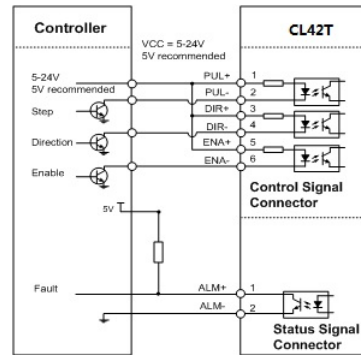 Controller
VCC = 5-24V
5V recommended
CL42T
5-24V
5V recommended
PUL+ 1
Step
PUL- 2
DIR+ 3
Direction
DIR- 4
ENA+ 5
Enable
ENA- 6
Control Signal
Connector
5V
Fault
ALM+ 1
ALM- 2
Status Signal
Connector